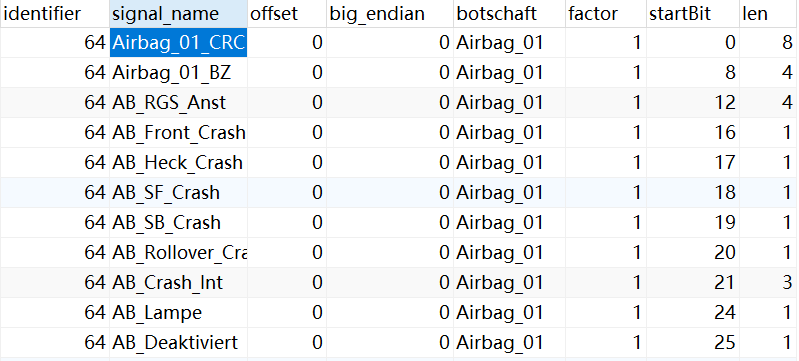 identifier signal_name offset big_endian botschaft factor startBit len
64 Airbag_01_CRC 0 0 Airbag_01 1 0 8
64 Airbag_01_BZ 0 0 Airbag_01 1 8 4
64 AB_RGS_Anst 0 0 Airbag_01 1 12 4
64 AB_Front_Crash 0 0 Airbag_01 1 16 1
64 AB_Heck_Crash 0 0 Airbag_01 1 17 1
64 AB_SF_Crash 0 0 Airbag_01 1 18 1
64 AB_SB_Crash 0 0 Airbag_01 1 19 1
64 AB_Rollover_Cra 0 0 Airbag_01 1 20 1
64 AB_Crash_Int 0 0 Airbag_01 1 21 3
64 AB_Lampe 0 0 Airbag_01 1 24 1
64 AB_Deaktiviert 0 0 Airbag_01 1 25 1